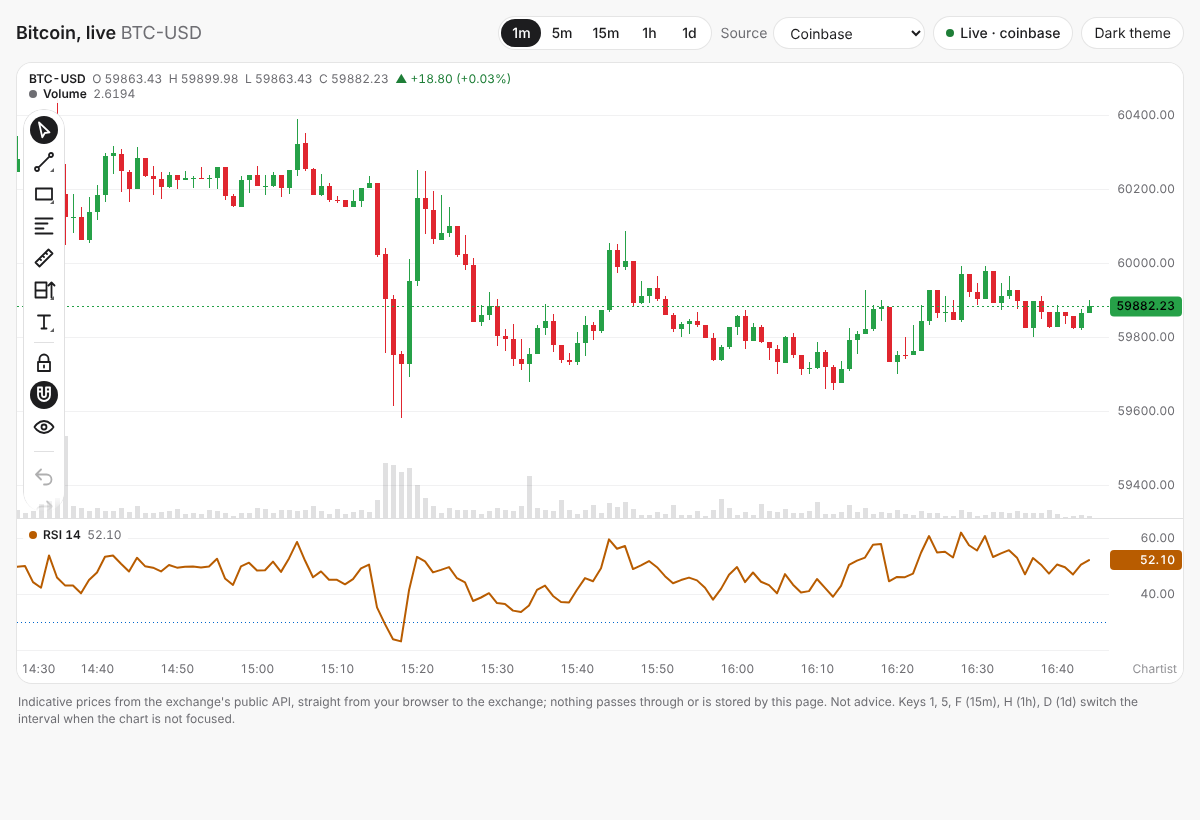 Bitcoin, live BTC-USD 1m 5m 15m 1h 1d Source Coinbase Live · coinbase Dark theme
BTC-USD O 59863.43 H 59899.98 L 59863.43 C 59882.23 ▲ +18.80 (+0.03%)
Volume 2.6194
60400.00
60200.00
60000.00
59882.23
59800.00
59600.00
59400.00
T
RSI 14 52.10
60.00
52.10
40.00
14:30 14:40 14:50 15:00 15:10 15:20 15:30 15:40 15:50 16:00 16:10 16:20 16:30 16:40 Chartist
Indicative prices from the exchange's public API, straight from your browser to the exchange; nothing passes through or is stored by this page. Not advice. Keys 1, 5, F (15m), H (1h), D (1d) switch the
interval when the chart is not focused.